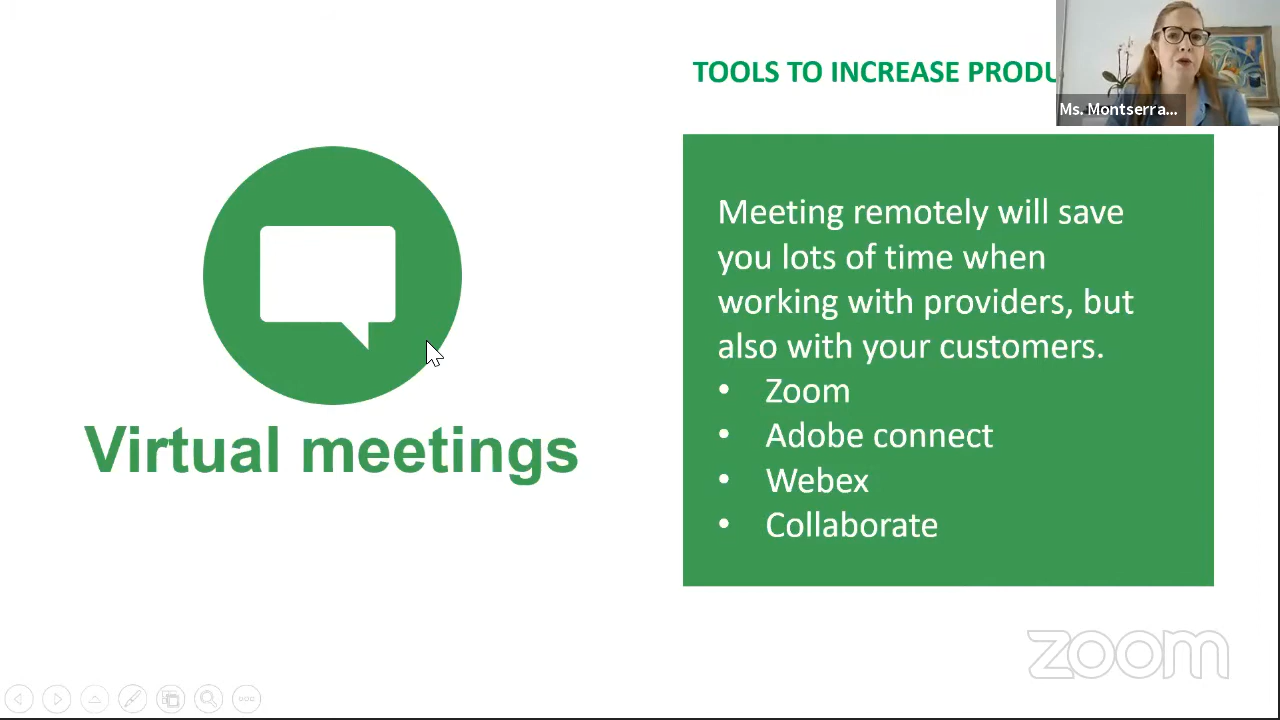 TOOLS TO INCREASE PRODU
Ms. Montserra...
Meeting remotely will save
you lots of time when
working with providers, but
also with your customers.
• Zoom
• Adobe connect
• Webex
• Collaborate
Virtual meetings
zoom